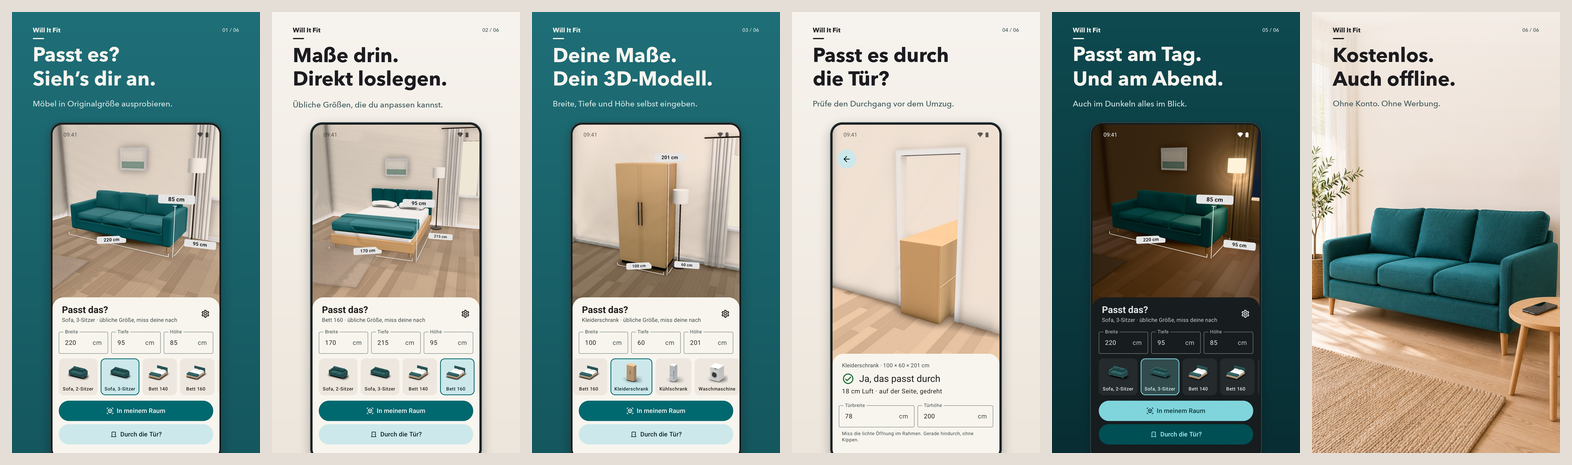 Will It Fit
01 / 06
Passt es?
Sieh's dir an.
Möbel in Originalgröße ausprobieren.
09:41
85 cm
220 cm
95 cm
Passt das?
Sofa, 3-Sitzer · übliche Größe, miss deine nach
Breite
220 cm
Tiefe
95 cm
Höhe
85 cm
Sofa, 2-Sitzer
Sofa, 3-Sitzer
Bett 140
Bett 160
In meinem Raum
Durch die Tür?
Will It Fit
02 / 06
Maße drin.
Direkt loslegen.
Übliche Größen, die du anpassen kannst.
09:41
95 cm
215 cm
170 cm
Passt das?
Bett 160 · übliche Größe, miss deine nach
Breite
170 cm
Tiefe
215 cm
Höhe
95 cm
Sofa, 2-Sitzer
Sofa, 3-Sitzer
Bett 140
Bett 160
In meinem Raum
Durch die Tür?
Will It Fit
03 / 06
Deine Maße.
Dein 3D-Modell.
Breite, Tiefe und Höhe selbst eingeben.
09:41
201 cm
100 cm
60 cm
Passt das?
Kleiderschrank · übliche Größe, miss deine nach
Breite
100 cm
Tiefe
60 cm
Höhe
201 cm
Bett 160
Kleiderschrank
Kühlschrank
Waschmaschine
In meinem Raum
Durch die Tür?
Will It Fit
04 / 06
Passt es durch
die Tür?
Prüfe den Durchgang vor dem Umzug.
09:41
Kleiderschrank · 100 × 60 × 201 cm
Ja, das passt durch
18 cm Luft · auf der Seite, gedreht
Türbreite
78 cm
Türhöhe
200 cm
Miss die lichte Öffnung im Rahmen. Gerade hindurch, ohne
Kippen.
Will It Fit
05 / 06
Passt am Tag.
Und am Abend.
Auch im Dunkeln alles im Blick.
09:41
85 cm
220 cm
95 cm
Passt das?
Sofa, 3-Sitzer · übliche Größe, miss deine nach
Breite
220 cm
Tiefe
95 cm
Höhe
85 cm
Sofa, 2-Sitzer
Sofa, 3-Sitzer
Bett 140
Bett 160
In meinem Raum
Durch die Tür?
Will It Fit
06 / 06
Kostenlos.
Auch offline.
Ohne Konto. Ohne Werbung.